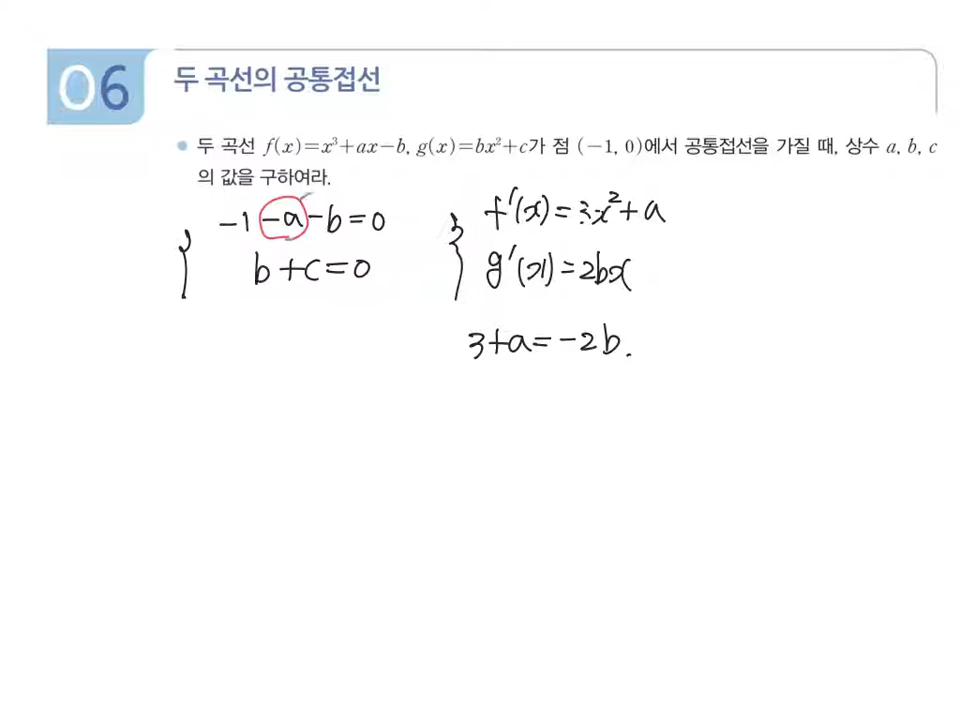 06
두 곡선의 공통접선
두 곡선 f(x)=x³+ax−b, g(x)=bx²+c가 점 (−1, 0)에서 공통접선을 가질 때, 상수 a, b, c
의 값을 구하여라.
−1 −a −b = 0
b + c = 0
f'(x) = 3x² + a
g'(x) = 2bx
3 + a = −2b.